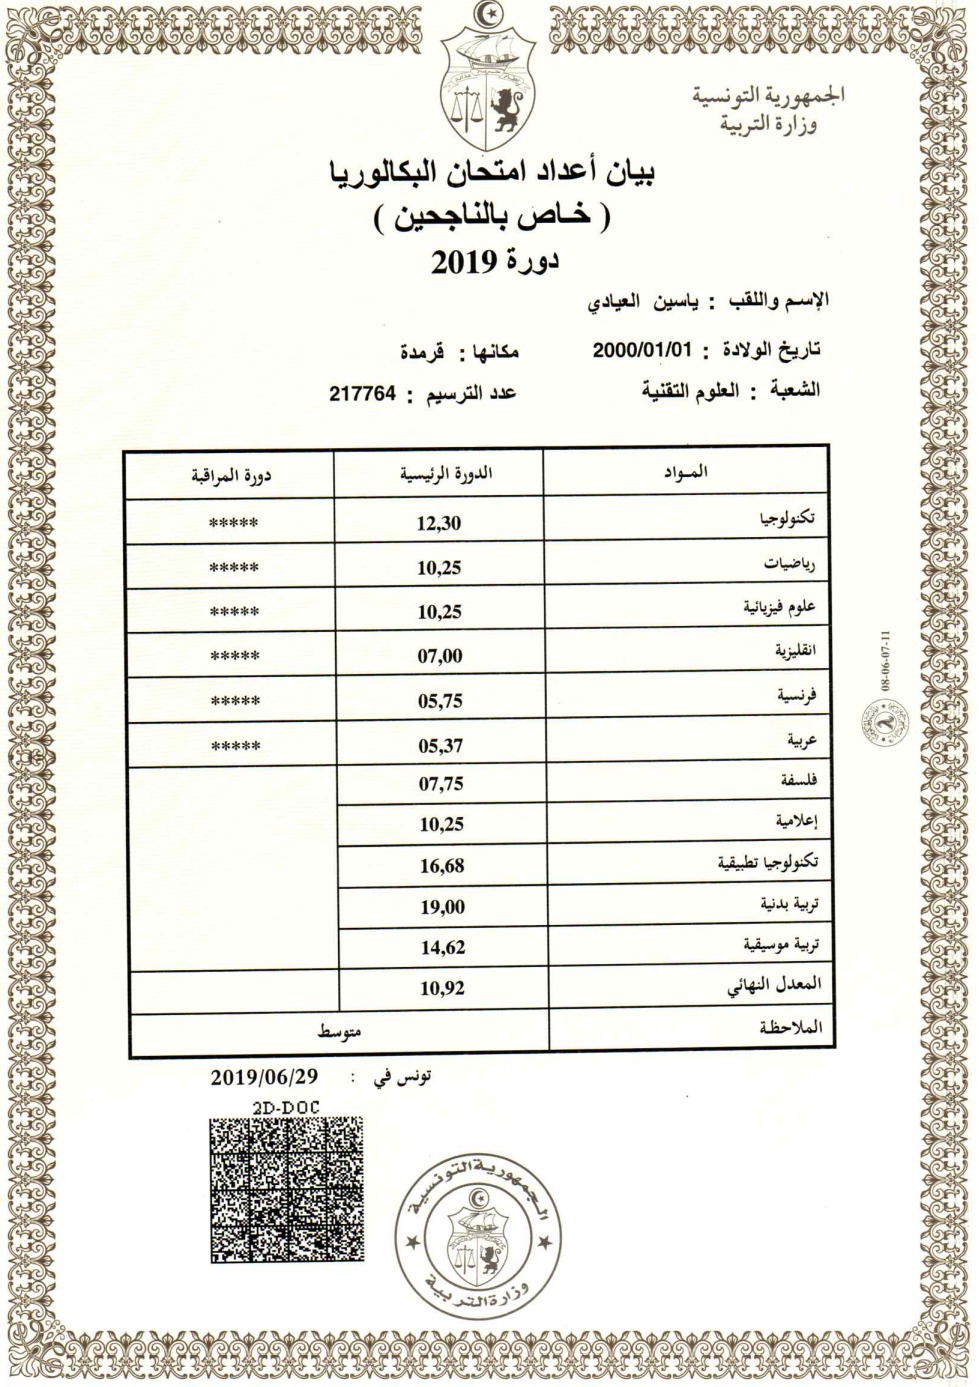 الجمهورية التونسية
وزارة التربية
بيان أعداد امتحان البكالوريا
( خاص بالناجحين )
دورة 2019
الإسم واللقب : ياسين العيادي
تاريخ الولادة : 2000/01/01 مكانها : قرمدة
الشعبة : العلوم التقنية عدد الترسيم : 217764
المـواد الدورة الرئيسية دورة المراقبة
تكنولوجيا 12,30 *****
رياضيات 10,25 *****
علوم فيزيائية 10,25 *****
انقليزية 07,00 *****
فرنسية 05,75 *****
عربية 05,37 *****
فلسفة 07,75
إعلامية 10,25
تكنولوجيا تطبيقية 16,68
تربية بدنية 19,00
تربية موسيقية 14,62
المعدل النهائي 10,92
الملاحظة متوسط
08-06-07-11
تونس في : 2019/06/29
2D-DOC
الجمهورية التونسية
وزارة التربية